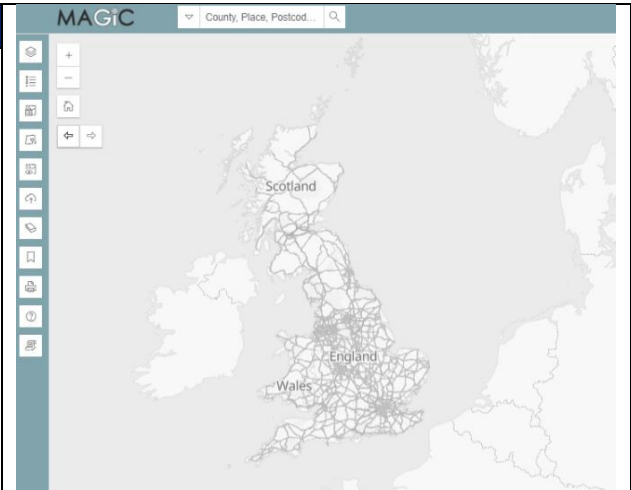 MAGiC
County, Place, Postcod...
Scotland
England
Wales